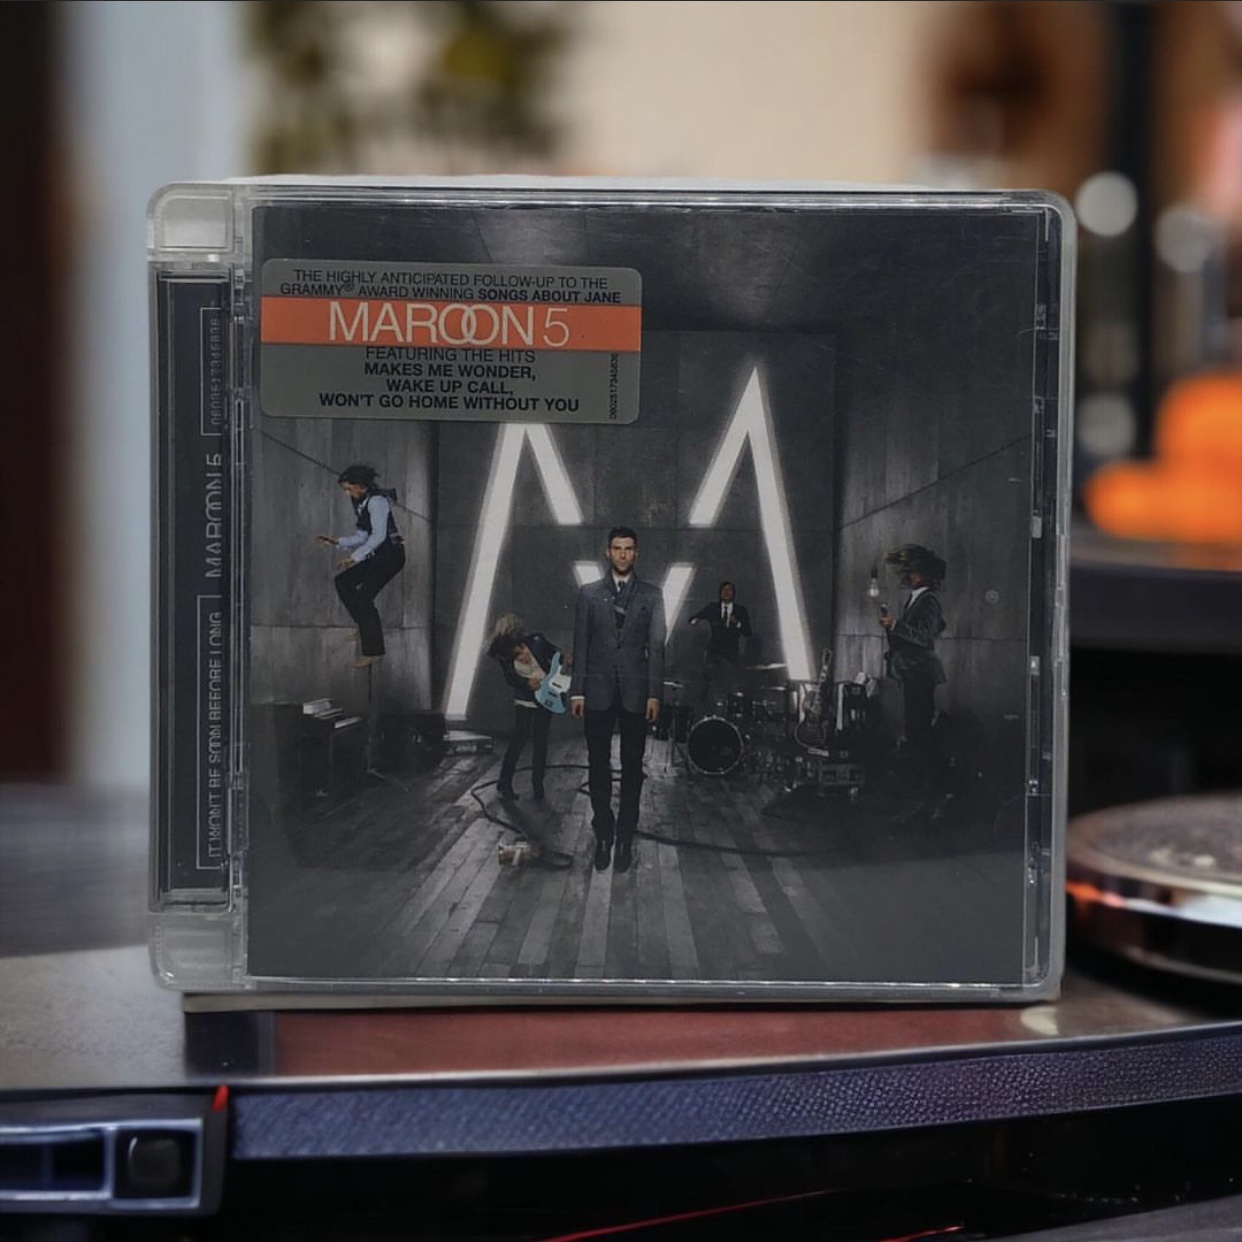 THE HIGHLY ANTICIPATED FOLLOW-UP TO THE
GRAMMY® AWARD WINNING SONGS ABOUT JANE
MAROON 5
FEATURING THE HITS
MAKES ME WONDER,
WAKE UP CALL,
WON'T GO HOME WITHOUT YOU
IT WON'T BE SOON BEFORE LONG
MAROON 5